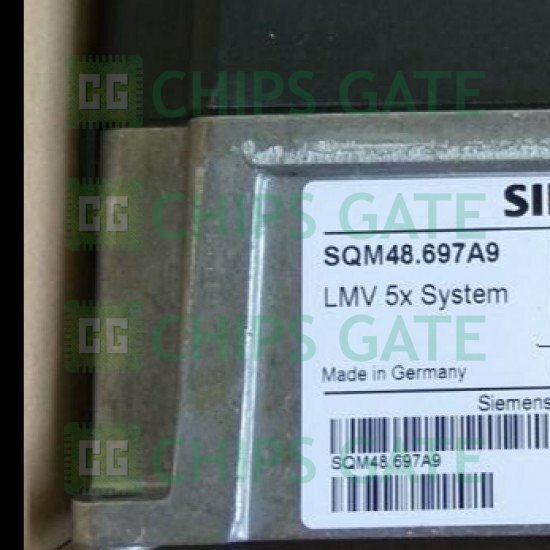 CHIPS GATE
SIE
SQM48.697A9
CHIPS GATE
LMV 5x System
CHIPS GATE
Made in Germany
Siemens
CHIPS GATE
SQM48.697A9